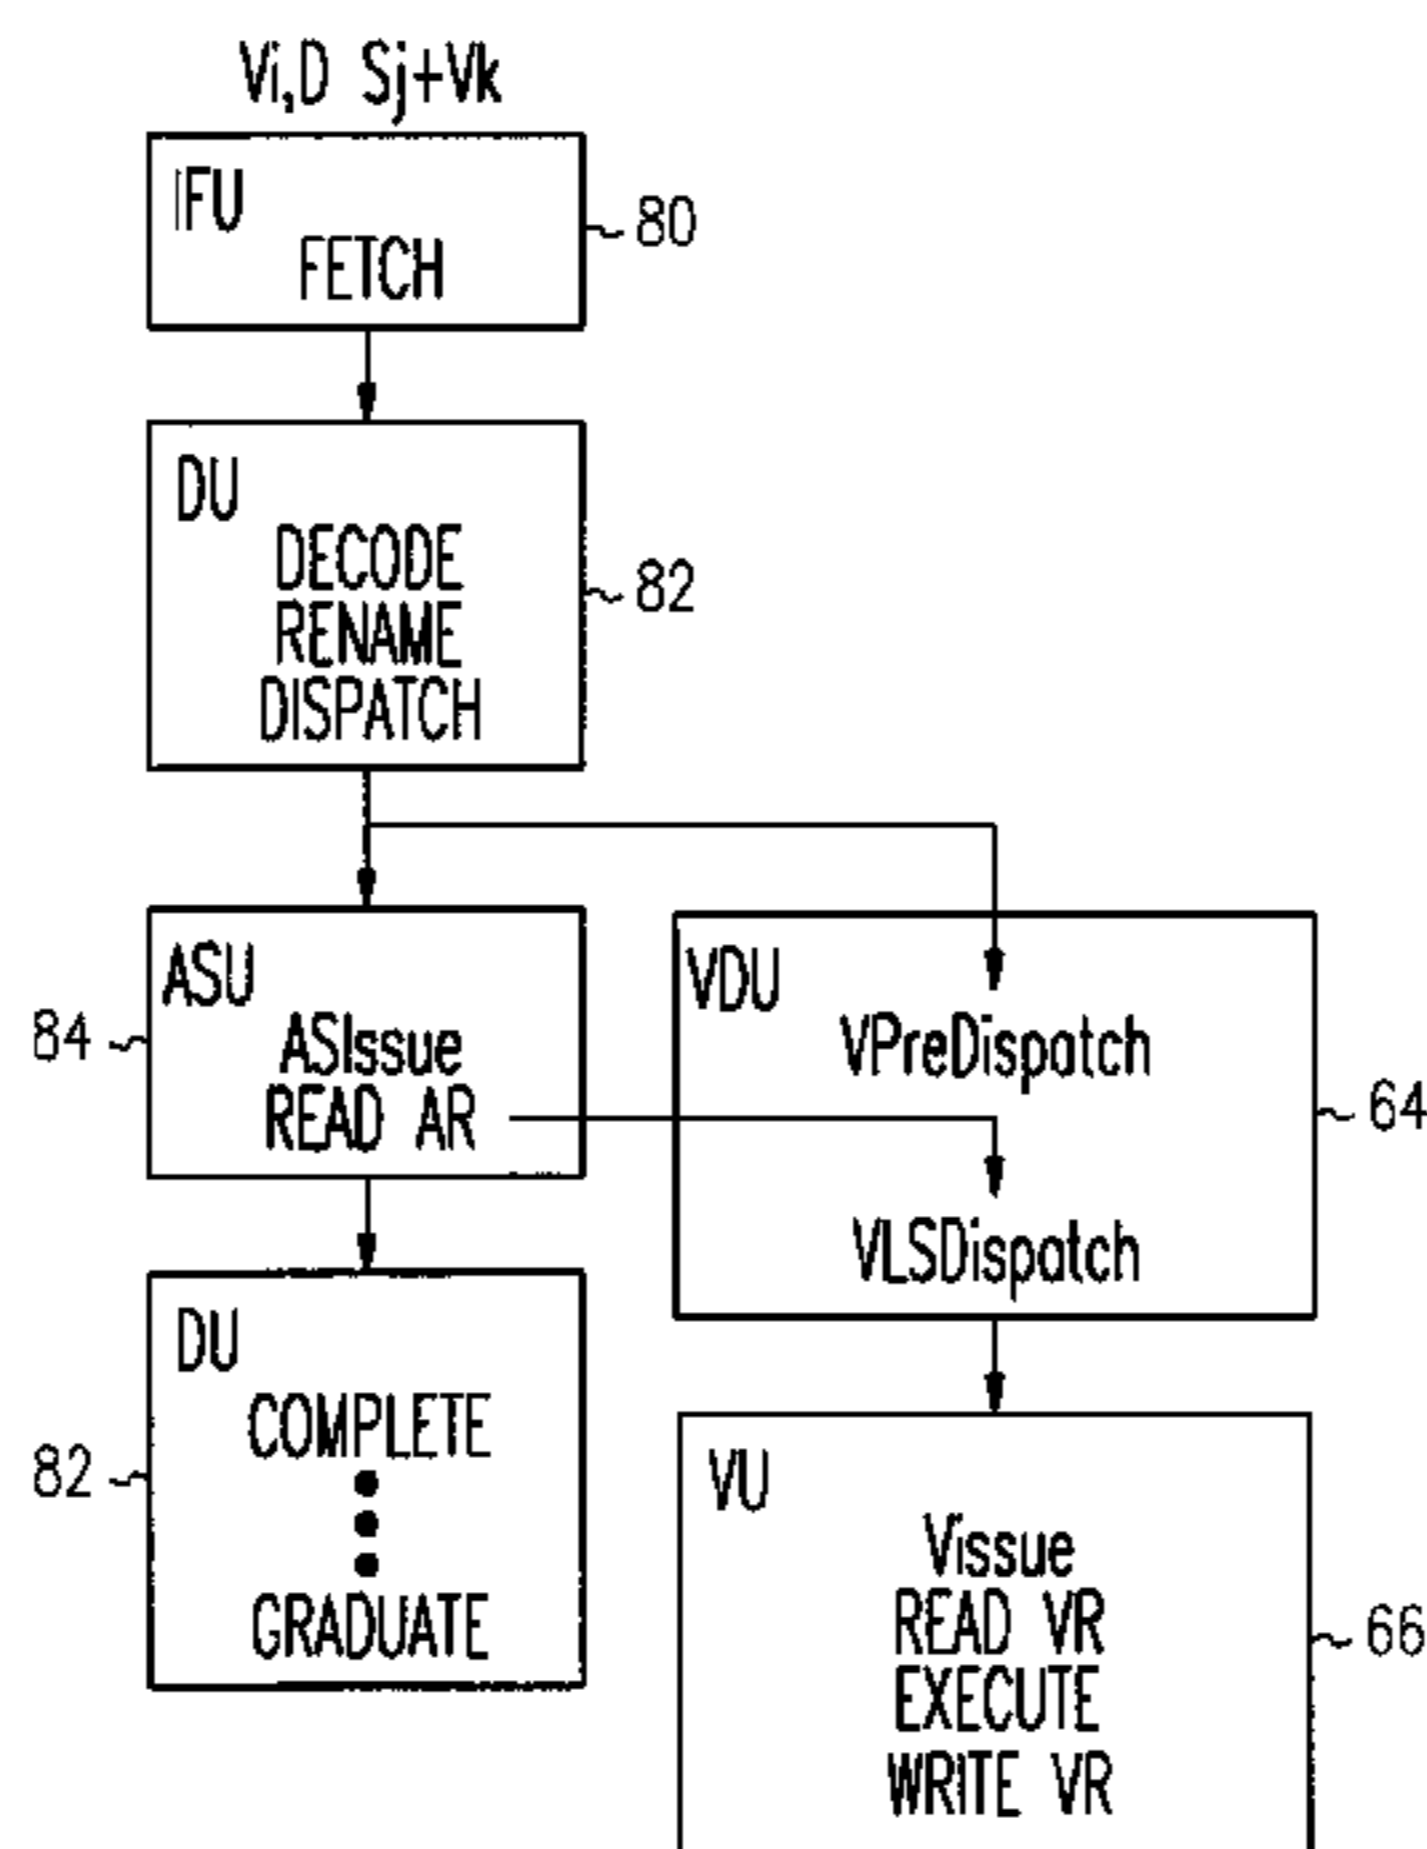 Vi,D Sj+Vk
IFU
FETCH
80
DU
DECODE
RENAME
DISPATCH
82
ASU
ASIssue
READ AR
84
VDU
VPreDispatch
VLSDispatch
64
DU
COMPLETE
GRADUATE
82
VU
Vissue
READ VR
EXECUTE
WRITE VR
66